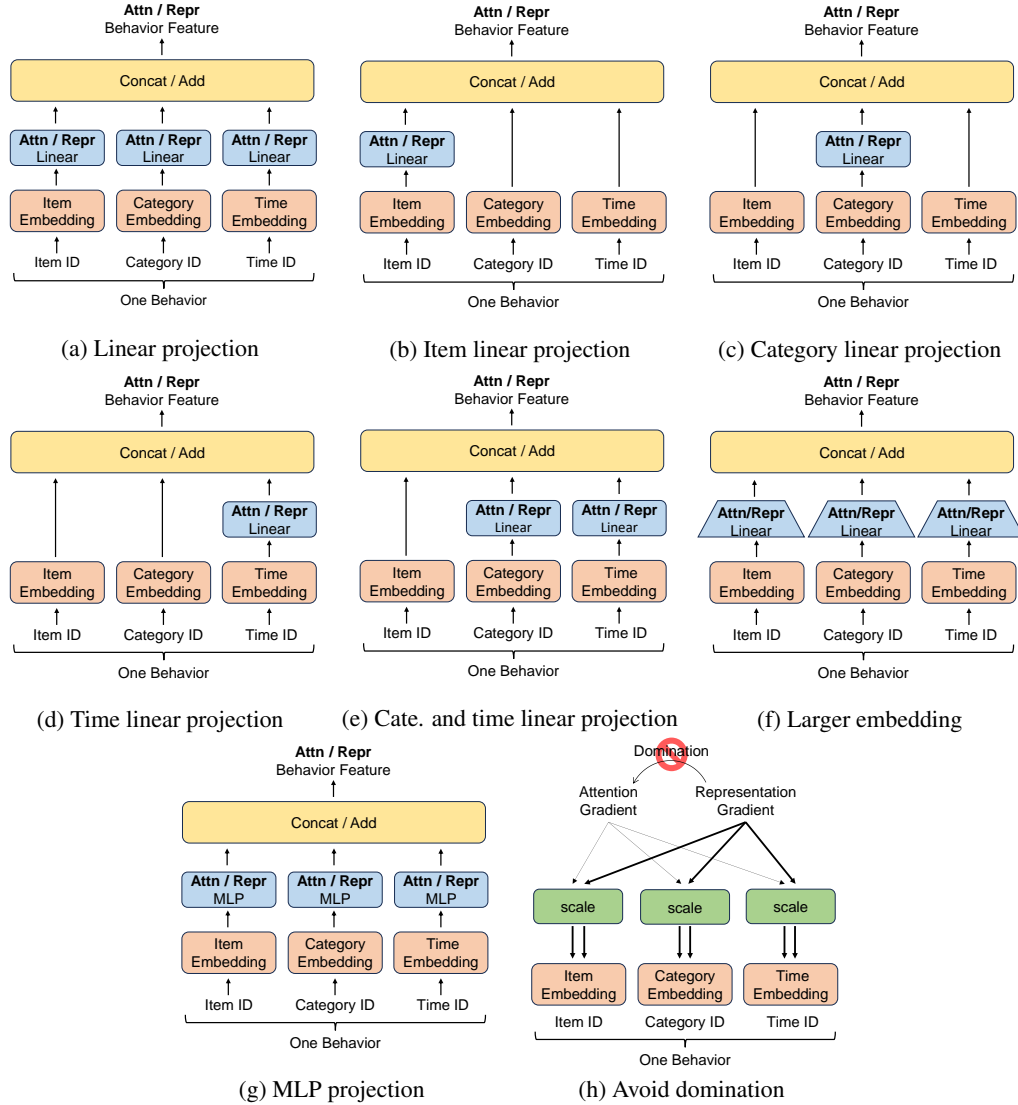 Attn / Repr
Behavior Feature
Concat / Add
Attn / Repr
Linear
Attn / Repr
Linear
Attn / Repr
Linear
Item
Embedding
Category
Embedding
Time
Embedding
Item ID
Category ID
Time ID
One Behavior
(a) Linear projection
Attn / Repr
Behavior Feature
Concat / Add
Attn / Repr
Linear
Item
Embedding
Category
Embedding
Time
Embedding
Item ID
Category ID
Time ID
One Behavior
(b) Item linear projection
Attn / Repr
Behavior Feature
Concat / Add
Attn / Repr
Linear
Item
Embedding
Category
Embedding
Time
Embedding
Item ID
Category ID
Time ID
One Behavior
(c) Category linear projection
Attn / Repr
Behavior Feature
Concat / Add
Attn / Repr
Linear
Item
Embedding
Category
Embedding
Time
Embedding
Item ID
Category ID
Time ID
One Behavior
(d) Time linear projection
Attn / Repr
Behavior Feature
Concat / Add
Attn / Repr
Linear
Attn / Repr
Linear
Item
Embedding
Category
Embedding
Time
Embedding
Item ID
Category ID
Time ID
One Behavior
(e) Cate. and time linear projection
Attn / Repr
Behavior Feature
Concat / Add
Attn/Repr
Linear
Attn/Repr
Linear
Attn/Repr
Linear
Item
Embedding
Category
Embedding
Time
Embedding
Item ID
Category ID
Time ID
One Behavior
(f) Larger embedding
Attn / Repr
Behavior Feature
Concat / Add
Attn / Repr
MLP
Attn / Repr
MLP
Attn / Repr
MLP
Item
Embedding
Category
Embedding
Time
Embedding
Item ID
Category ID
Time ID
One Behavior
(g) MLP projection
Domination
Attention
Gradient
Representation
Gradient
scale
scale
scale
Item
Embedding
Category
Embedding
Time
Embedding
Item ID
Category ID
Time ID
One Behavior
(h) Avoid domination